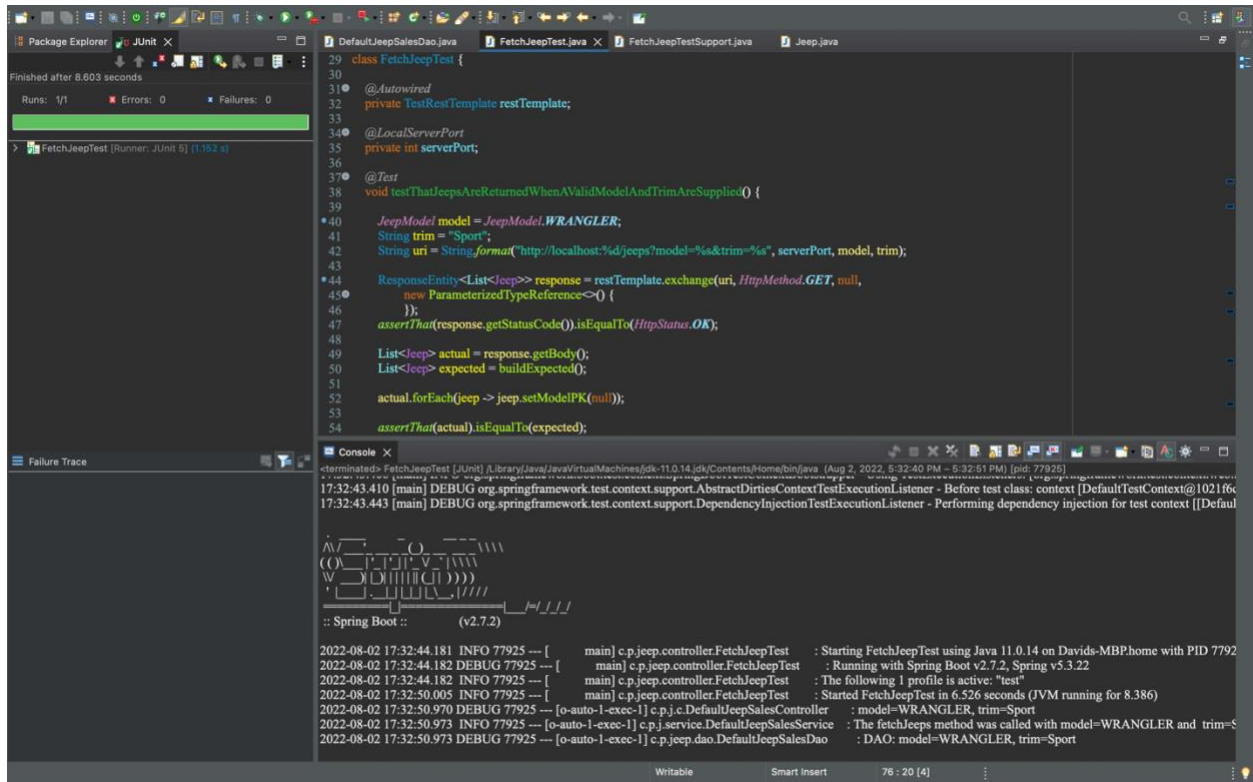 Package Explorer JUnit
Finished after 8.603 seconds
Runs: 1/1 Errors: 0 Failures: 0
FetchJeepTest [Runner: JUnit 5] (1.152 s)
Failure Trace
DefaultJeepSalesDao.java FetchJeepTest.java FetchJeepTestSupport.java Jeep.java
29 class FetchJeepTest {
30
31 @Autowired
32 private TestRestTemplate restTemplate;
33
34 @LocalServerPort
35 private int serverPort;
36
37 @Test
38 void testThatJeepsAreReturnedWhenAValidModelAndTrimAreSupplied() {
39
40 JeepModel model = JeepModel.WRANGLER;
41 String trim = "Sport";
42 String uri = String.format("http://localhost:%d/jeeps?model=%s&trim=%s", serverPort, model, trim);
43
44 ResponseEntity<List<Jeep>> response = restTemplate.exchange(uri, HttpMethod.GET, null,
45 new ParameterizedTypeReference<>() {
46 });
47 assertThat(response.getStatusCode()).isEqualTo(HttpStatus.OK);
48
49 List<Jeep> actual = response.getBody();
50 List<Jeep> expected = buildExpected();
51
52 actual.forEach(jeep -> jeep.setModelPK(null));
53
54 assertThat(actual).isEqualTo(expected);
Console
<terminated> FetchJeepTest [JUnit] /Library/Java/JavaVirtualMachines/jdk-11.0.14.jdk/Contents/Home/bin/java (Aug 2, 2022, 5:32:40 PM – 5:32:51 PM) [pid: 77925]
17:32:43.410 [main] DEBUG org.springframework.test.context.support.AbstractDirtiesContextTestExecutionListener - Before test class: context [DefaultTestContext@1021f6c
17:32:43.443 [main] DEBUG org.springframework.test.context.support.DependencyInjectionTestExecutionListener - Performing dependency injection for test context [[Defaul
:: Spring Boot :: (v2.7.2)
2022-08-02 17:32:44.181 INFO 77925 --- [ main] c.p.jeep.controller.FetchJeepTest : Starting FetchJeepTest using Java 11.0.14 on Davids-MBP.home with PID 7792
2022-08-02 17:32:44.182 DEBUG 77925 --- [ main] c.p.jeep.controller.FetchJeepTest : Running with Spring Boot v2.7.2, Spring v5.3.22
2022-08-02 17:32:44.182 INFO 77925 --- [ main] c.p.jeep.controller.FetchJeepTest : The following 1 profile is active: "test"
2022-08-02 17:32:50.005 INFO 77925 --- [ main] c.p.jeep.controller.FetchJeepTest : Started FetchJeepTest in 6.526 seconds (JVM running for 8.386)
2022-08-02 17:32:50.970 DEBUG 77925 --- [o-auto-1-exec-1] c.p.j.c.DefaultJeepSalesController : model=WRANGLER, trim=Sport
2022-08-02 17:32:50.973 INFO 77925 --- [o-auto-1-exec-1] c.p.j.service.DefaultJeepSalesService : The fetchJeeps method was called with model=WRANGLER and trim=S
2022-08-02 17:32:50.973 DEBUG 77925 --- [o-auto-1-exec-1] c.p.jeep.dao.DefaultJeepSalesDao : DAO: model=WRANGLER, trim=Sport
Writable Smart Insert 76 : 20 [4]